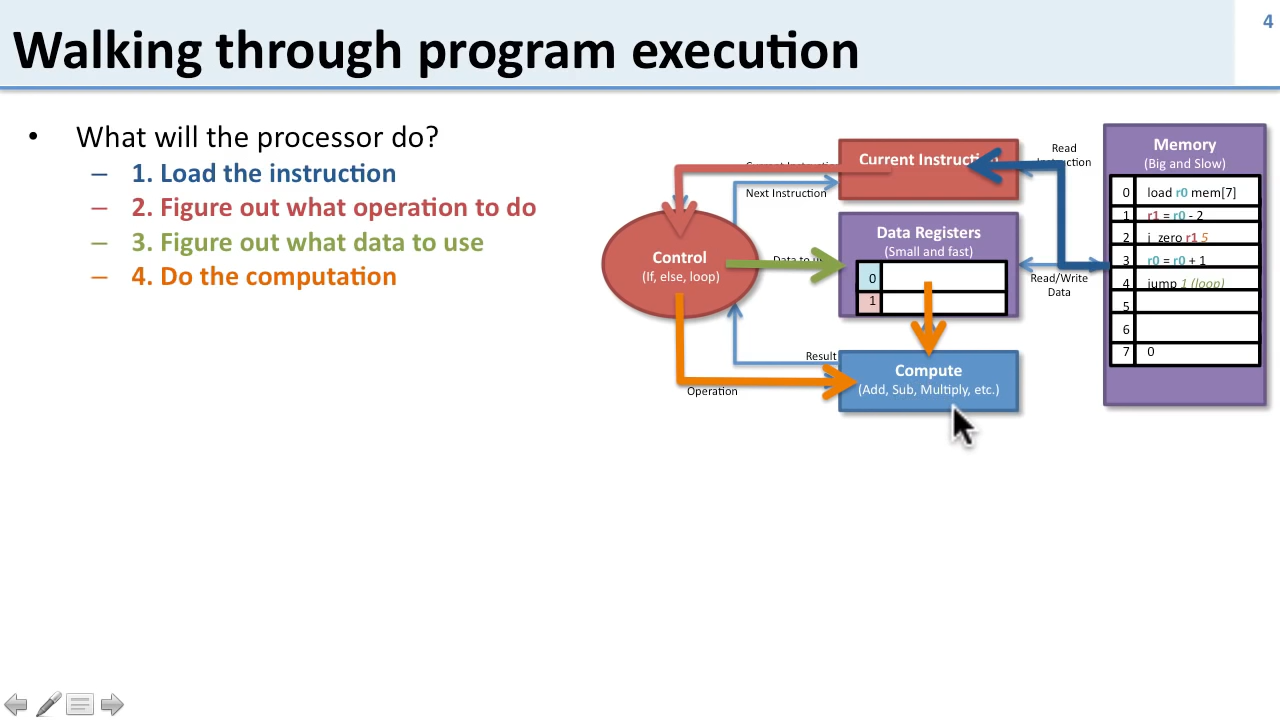 4
Walking through program execution
• What will the processor do?
– 1. Load the instruction
– 2. Figure out what operation to do
– 3. Figure out what data to use
– 4. Do the computation
Current Instruction
Next Instruction
Read
Instruction
Control
(If, else, loop)
Data Registers
(Small and fast)
0
1
Data to
Read/Write
Data
Result
Operation
Compute
(Add, Sub, Multiply, etc.)
Memory
(Big and Slow)
0 load r0 mem[7]
1 r1 = r0 - 2
2 j_zero r1 5
3 r0 = r0 + 1
4 jump 1 (loop)
5
6
7 0